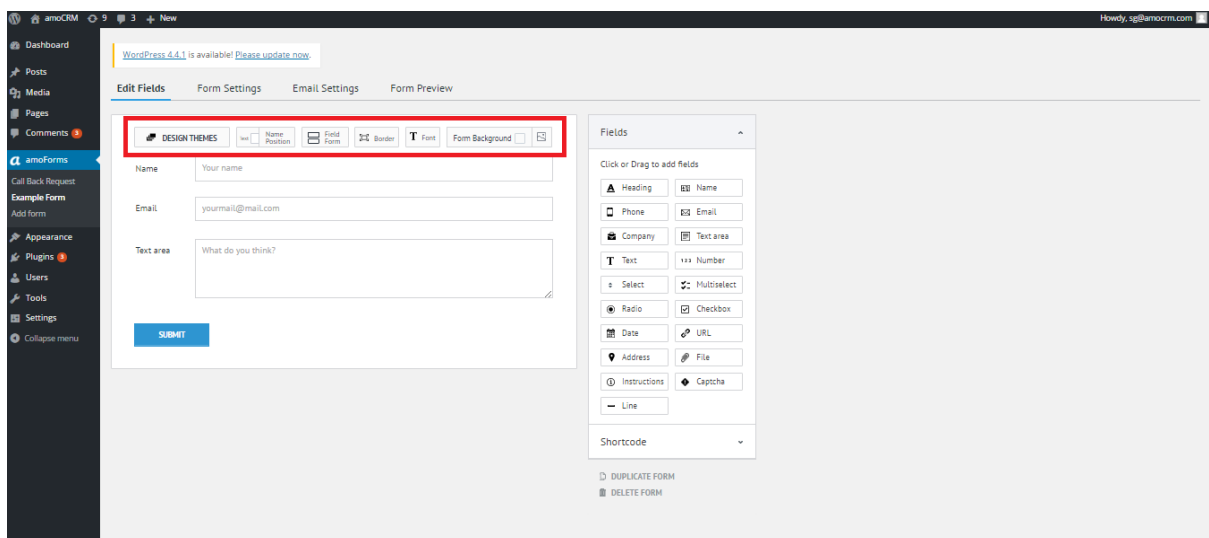 amoCRM 9 3 + New Howdy, sg@amocrm.com
Dashboard
Posts
Media
Pages
Comments 3
amoForms
Call Back Request
Example Form
Add form
Appearance
Plugins 3
Users
Tools
Settings
Collapse menu
WordPress 4.4.1 is available! Please update now.
Edit Fields Form Settings Email Settings Form Preview
DESIGN THEMES text Name Position Field Form Border T Font Form Background
Name Your name
Email yourmail@mail.com
Text area What do you think?
SUBMIT
Fields
Click or Drag to add fields
A Heading Name
Phone Email
Company Text area
T Text 123 Number
Select Multiselect
Radio Checkbox
Date URL
Address File
Instructions Captcha
Line
Shortcode
DUPLICATE FORM
DELETE FORM